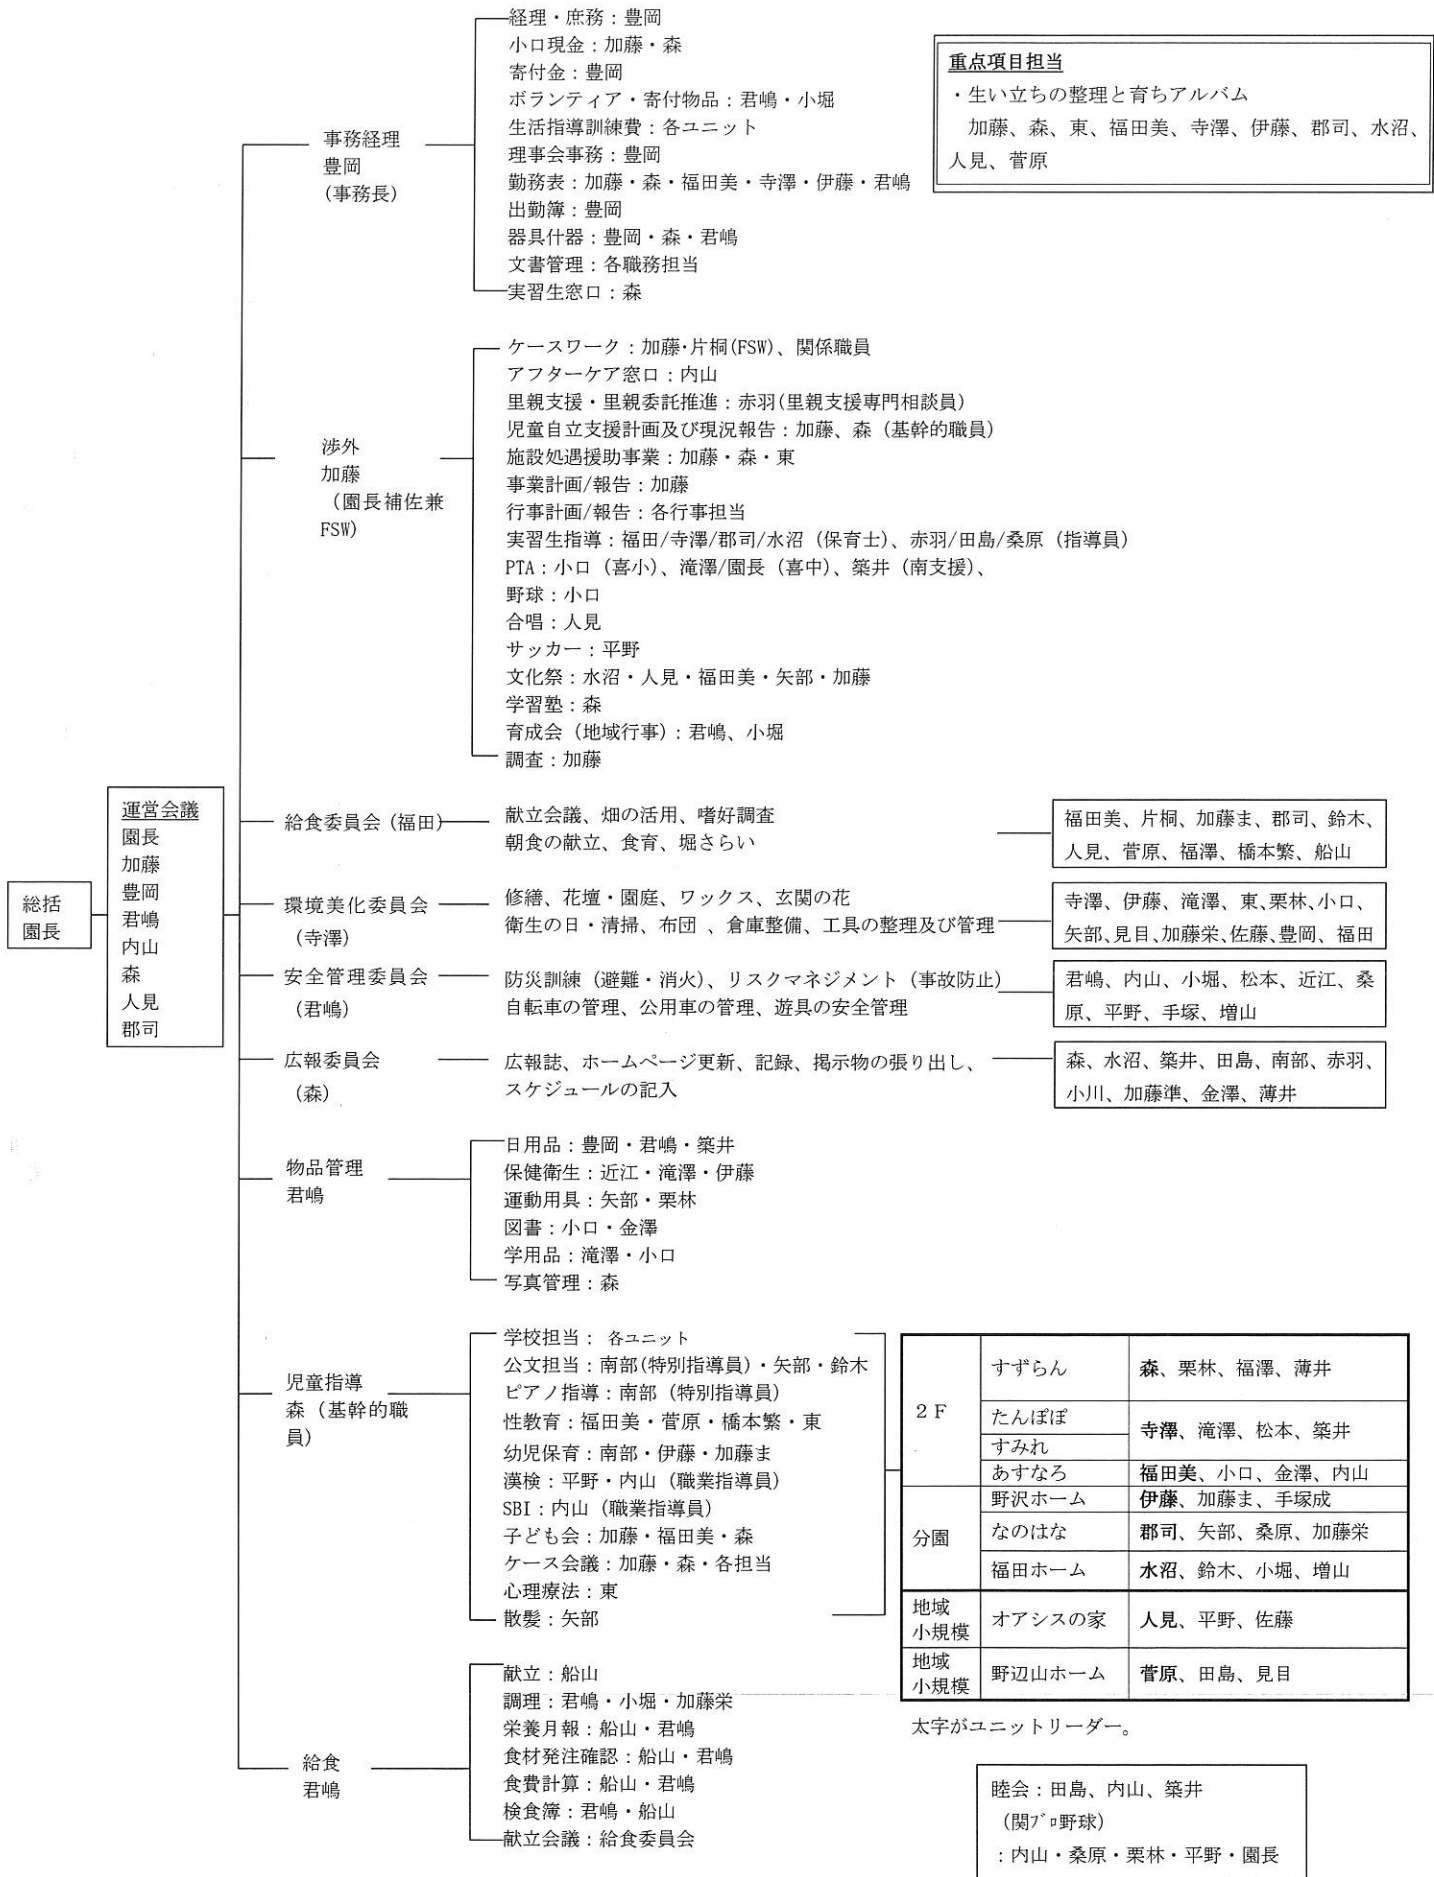 総括
園長
運営会議
園長
加藤
豊岡
君嶋
内山
森
人見
郡司
事務経理
豊岡
(事務長)
経理・庶務：豊岡
小口現金：加藤・森
寄付金：豊岡
ボランティア・寄付物品：君嶋・小堀
生活指導訓練費：各ユニット
理事会事務：豊岡
勤務表：加藤・森・福田美・寺澤・伊藤・君嶋
出勤簿：豊岡
器具什器：豊岡・森・君嶋
文書管理：各職務担当
実習生窓口：森
重点項目担当
・生い立ちの整理と育ちアルバム
加藤、森、東、福田美、寺澤、伊藤、郡司、水沼、
人見、菅原
渉外
加藤
（園長補佐兼
FSW)
ケースワーク：加藤・片桐(FSW)、関係職員
アフターケア窓口：内山
里親支援・里親委託推進：赤羽(里親支援専門相談員)
児童自立支援計画及び現況報告：加藤、森（基幹的職員）
施設処遇援助事業：加藤・森・東
事業計画/報告：加藤
行事計画/報告：各行事担当
実習生指導：福田/寺澤/郡司/水沼（保育士）、赤羽/田島/桑原（指導員）
PTA：小口（喜小）、滝澤/園長（喜中）、築井（南支援）、
野球：小口
合唱：人見
サッカー：平野
文化祭：水沼・人見・福田美・矢部・加藤
学習塾：森
育成会（地域行事）：君嶋、小堀
調査：加藤
給食委員会（福田）
献立会議、畑の活用、嗜好調査
朝食の献立、食育、堀さらい
福田美、片桐、加藤ま、郡司、鈴木、
人見、菅原、福澤、橋本繁、船山
環境美化委員会
（寺澤）
修繕、花壇・園庭、ワックス、玄関の花
衛生の日・清掃、布団 、倉庫整備、工具の整理及び管理
寺澤、伊藤、滝澤、東、栗林、小口、
矢部、見目、加藤栄、佐藤、豊岡、福田
安全管理委員会
（君嶋）
防災訓練（避難・消火）、リスクマネジメント（事故防止）
自転車の管理、公用車の管理、遊具の安全管理
君嶋、内山、小堀、松本、近江、桑
原、平野、手塚、増山
広報委員会
（森）
広報誌、ホームページ更新、記録、掲示物の張り出し、
スケジュールの記入
森、水沼、築井、田島、南部、赤羽、
小川、加藤準、金澤、薄井
物品管理
君嶋
日用品：豊岡・君嶋・築井
保健衛生：近江・滝澤・伊藤
運動用具：矢部・栗林
図書：小口・金澤
学用品：滝澤・小口
写真管理：森
児童指導
森（基幹的職
員）
学校担当： 各ユニット
公文担当：南部(特別指導員)・矢部・鈴木
ピアノ指導：南部（特別指導員）
性教育：福田美・菅原・橋本繁・東
幼児保育：南部・伊藤・加藤ま
漢検：平野・内山（職業指導員）
SBI：内山（職業指導員）
子ども会：加藤・福田美・森
ケース会議：加藤・森・各担当
心理療法：東
散髪：矢部
２Ｆ
すずらん
森、栗林、福澤、薄井
たんぽぽ
すみれ
寺澤、滝澤、松本、築井
あすなろ
福田美、小口、金澤、内山
分園
野沢ホーム
伊藤、加藤ま、手塚成
なのはな
郡司、矢部、桑原、加藤栄
福田ホーム
水沼、鈴木、小堀、増山
地域
小規模
オアシスの家
人見、平野、佐藤
地域
小規模
野辺山ホーム
菅原、田島、見目
太字がユニットリーダー。
給食
君嶋
献立：船山
調理：君嶋・小堀・加藤栄
栄養月報：船山・君嶋
食材発注確認：船山・君嶋
食費計算：船山・君嶋
検食簿：君嶋・船山
献立会議：給食委員会
睦会：田島、内山、築井
（関ﾌﾞﾛ野球）
：内山・桑原・栗林・平野・園長